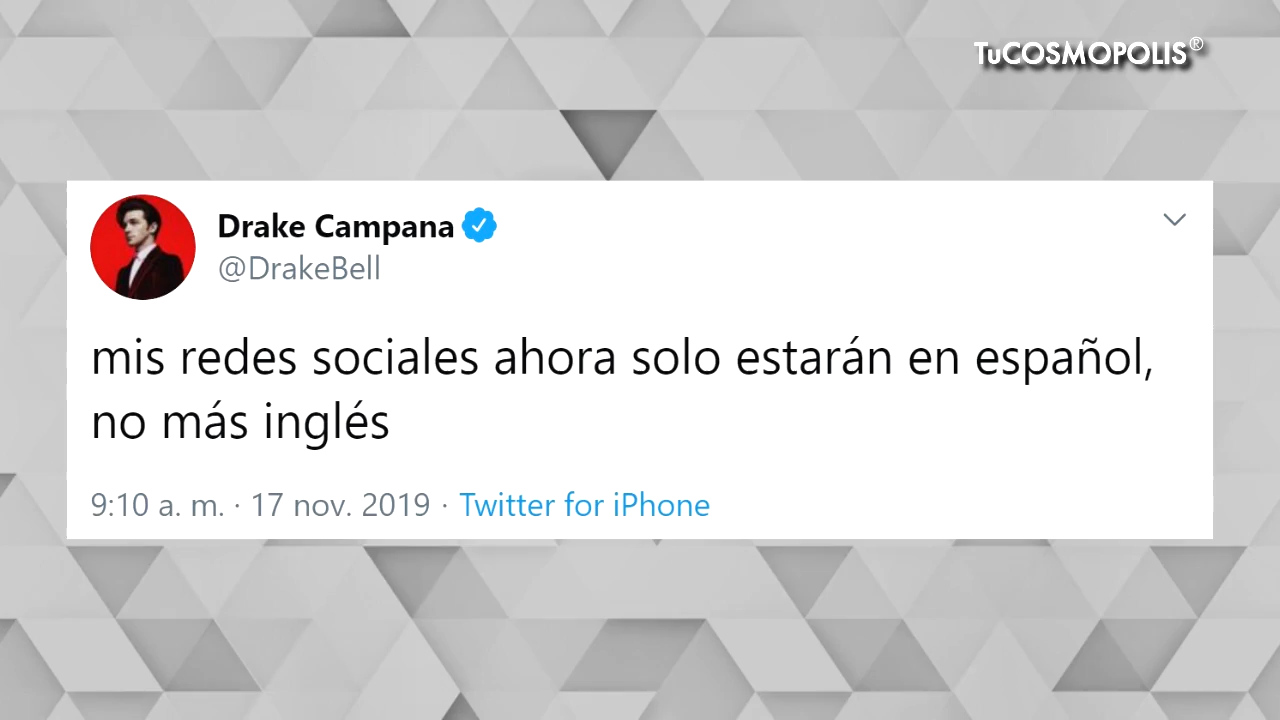 TuCOSMOPOLIS®
Drake Campana
@DrakeBell
mis redes sociales ahora solo estarán en español,
no más inglés
9:10 a. m. · 17 nov. 2019 · Twitter for iPhone